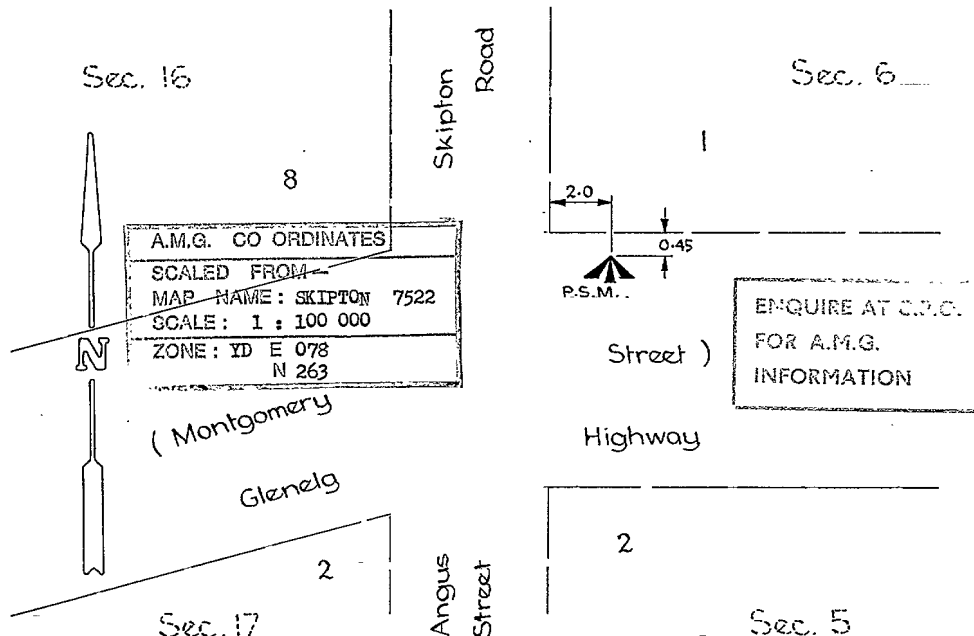 Sec. 16
Skipton Road
Sec. 6
1
8
2.0
0.45
P.S.M.
A.M.G. CO ORDINATES
SCALED FROM
MAP NAME: SKIPTON 7522
SCALE: 1 : 100 000
ZONE: YD E 078
N 263
ENQUIRE AT C.P.O.
FOR A.M.G.
INFORMATION
N
( Montgomery
Street )
Glenelg
Highway
2
2
Angus
Street
Sec. 17
Sec. 5